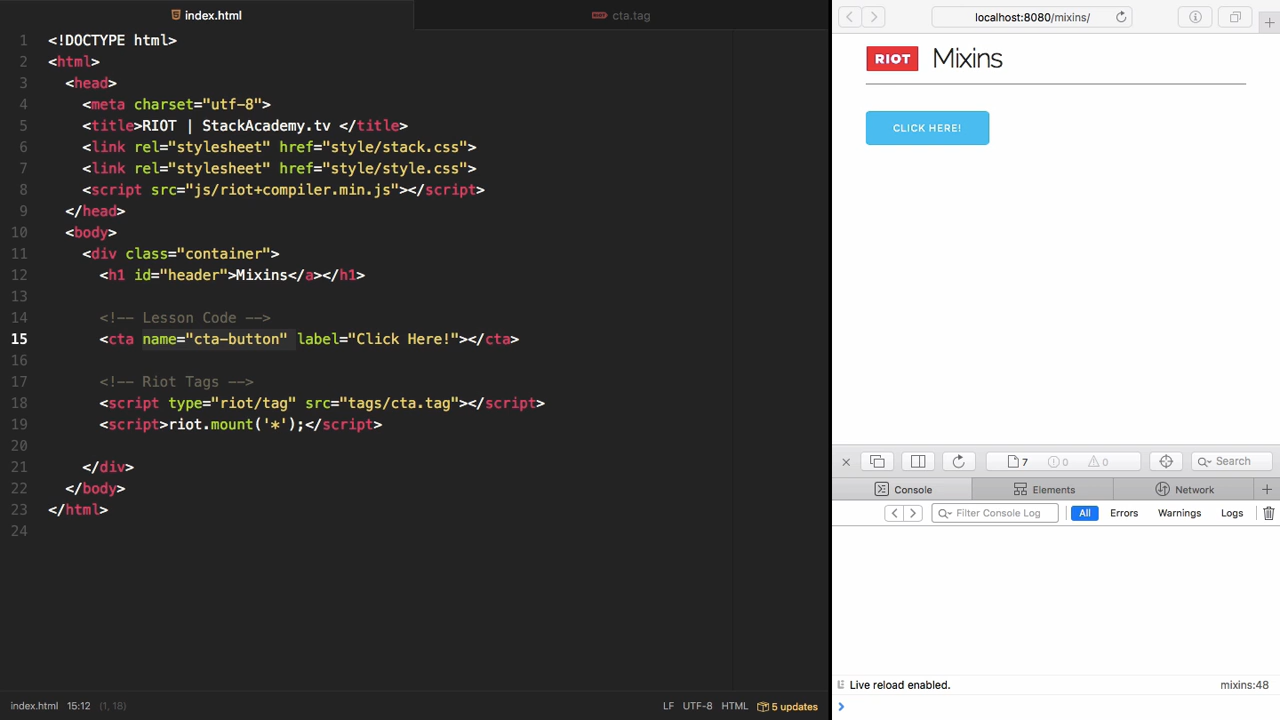 index.html
cta.tag
1 <!DOCTYPE html>
2 <html>
3 <head>
4 <meta charset="utf-8">
5 <title>RIOT | StackAcademy.tv </title>
6 <link rel="stylesheet" href="style/stack.css">
7 <link rel="stylesheet" href="style/style.css">
8 <script src="js/riot+compiler.min.js"></script>
9 </head>
10 <body>
11 <div class="container">
12 <h1 id="header">Mixins</a></h1>
13
14 <!-- Lesson Code -->
15 <cta name="cta-button" label="Click Here!"></cta>
16
17 <!-- Riot Tags -->
18 <script type="riot/tag" src="tags/cta.tag"></script>
19 <script>riot.mount('*');</script>
20
21 </div>
22 </body>
23 </html>
24
index.html 15:12 (1, 18) LF UTF-8 HTML 5 updates
localhost:8080/mixins/
RIOT Mixins
CLICK HERE!
7 0 0 Search
Console Elements Network
Filter Console Log All Errors Warnings Logs
Live reload enabled. mixins:48